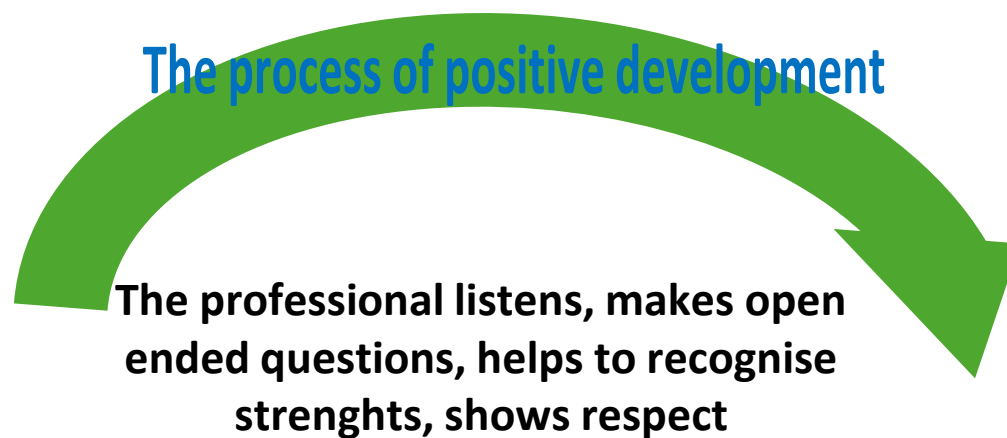 The process of positive development
The professional listens, makes open
ended questions, helps to recognise
strenghts, shows respect